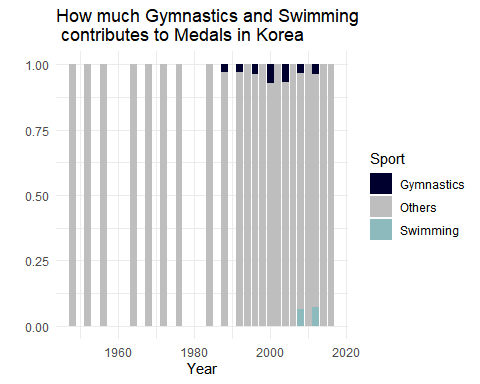 How much Gymnastics and Swimming
contributes to Medals in Korea
1.00
0.75
0.50
0.25
0.00
1960 1980 2000 2020
Year
Sport
Gymnastics
Others
Swimming